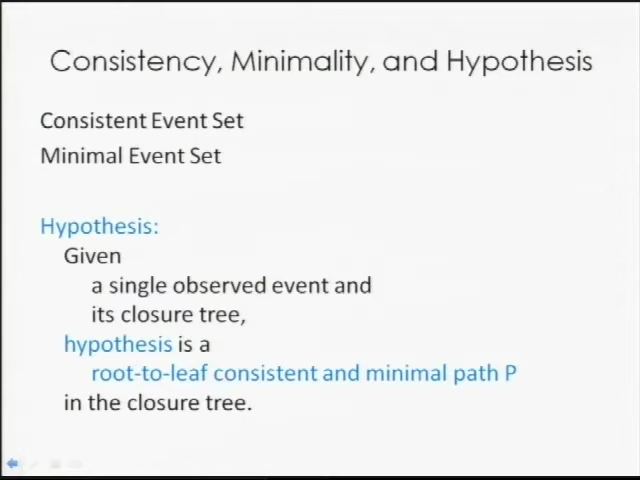 Consistency, Minimality, and Hypothesis
Consistent Event Set
Minimal Event Set
Hypothesis:
Given
a single observed event and
its closure tree,
hypothesis is a
root-to-leaf consistent and minimal path P
in the closure tree.